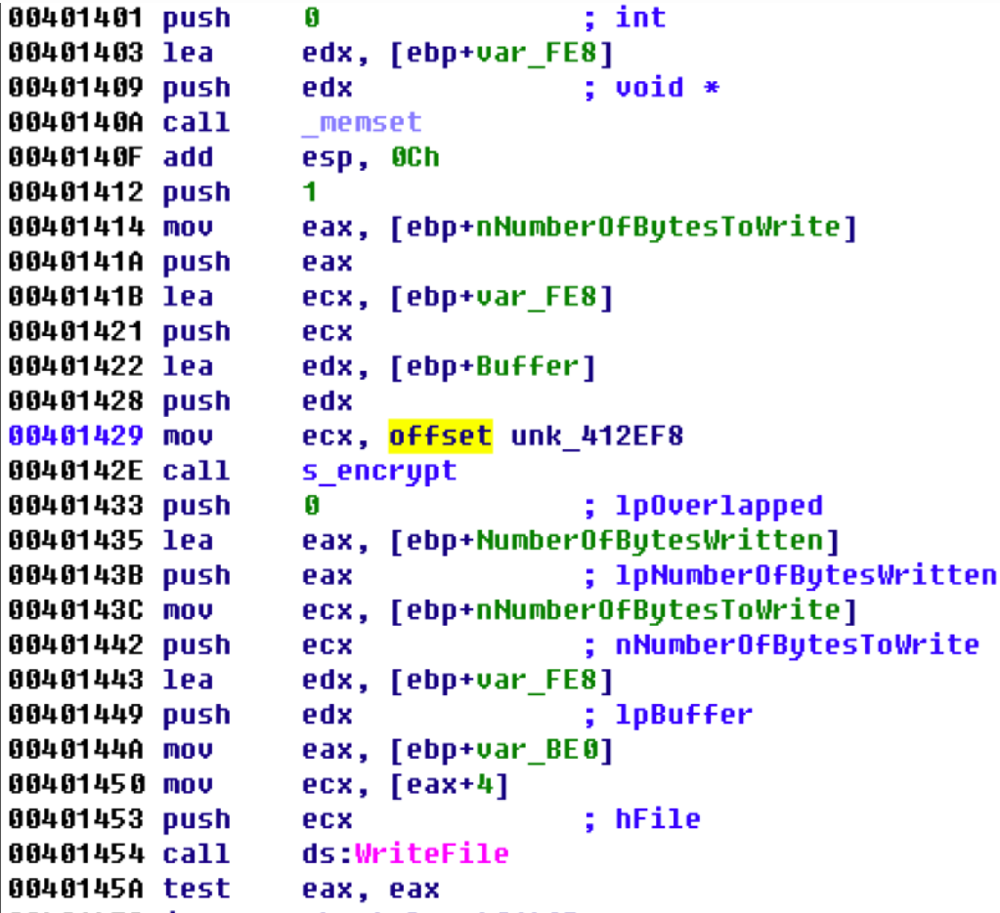 00401401 push 0 ; int
00401403 lea edx, [ebp+var_FE8]
00401409 push edx ; void *
0040140A call _memset
0040140F add esp, 0Ch
00401412 push 1
00401414 mov eax, [ebp+nNumberOfBytesToWrite]
0040141A push eax
0040141B lea ecx, [ebp+var_FE8]
00401421 push ecx
00401422 lea edx, [ebp+Buffer]
00401428 push edx
00401429 mov ecx, offset unk_412EF8
0040142E call s_encrypt
00401433 push 0 ; lpOverlapped
00401435 lea eax, [ebp+NumberOfBytesWritten]
0040143B push eax ; lpNumberOfBytesWritten
0040143C mov ecx, [ebp+nNumberOfBytesToWrite]
00401442 push ecx ; nNumberOfBytesToWrite
00401443 lea edx, [ebp+var_FE8]
00401449 push edx ; lpBuffer
0040144A mov eax, [ebp+var_BE0]
00401450 mov ecx, [eax+4]
00401453 push ecx ; hFile
00401454 call ds:WriteFile
0040145A test eax, eax